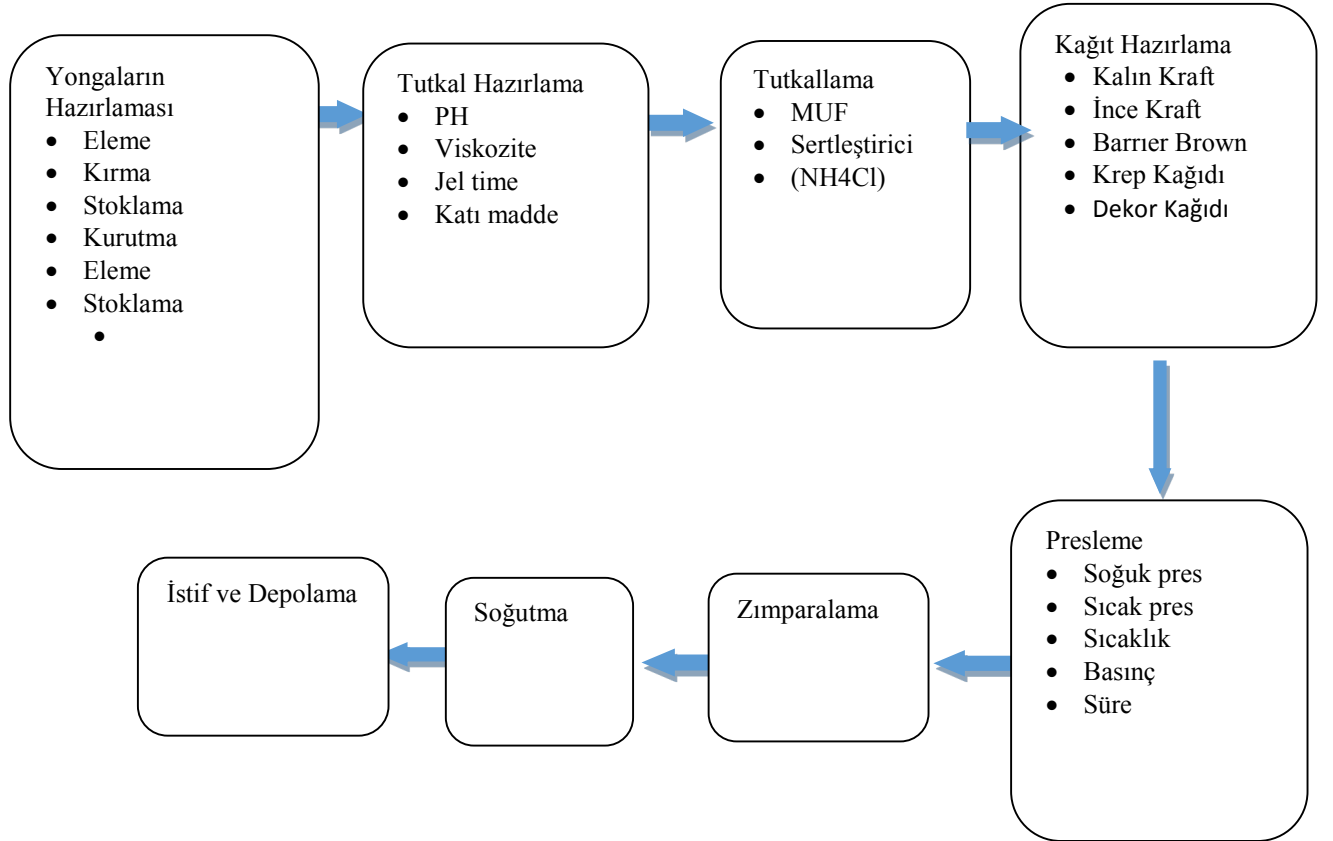 Yongaların
Hazırlaması
• Eleme
• Kırma
• Stoklama
• Kurutma
• Eleme
• Stoklama
•
Tutkal Hazırlama
• PH
• Viskozite
• Jel time
• Katı madde
Tutkallama
• MUF
• Sertleştirici
• (NH4Cl)
Kağıt Hazırlama
• Kalın Kraft
• İnce Kraft
• Barrıer Brown
• Krep Kağıdı
• Dekor Kağıdı
Presleme
• Soğuk pres
• Sıcak pres
• Sıcaklık
• Basınç
• Süre
Zımparalama
Soğutma
İstif ve Depolama